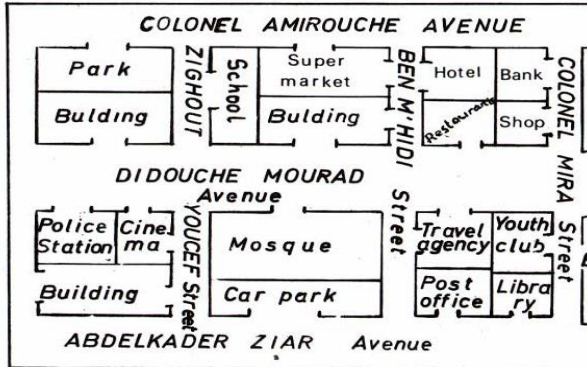 COLONEL AMIROUCHE AVENUE
Park
Bulding
ZIGHOUT
School
Super
market
Bulding
BEN M'HIDI
Street
Hotel
Restaurant
Bank
Shop
COLONEL MIRA
Street
DIDOUCHE MOURAD
Avenue
Police
Station
Cine
ma
Building
YOUCEF Street
Mosque
Car park
Travel
agency
Youth
club
Post
office
Libra
ry
ABDELKADER ZIAR Avenue